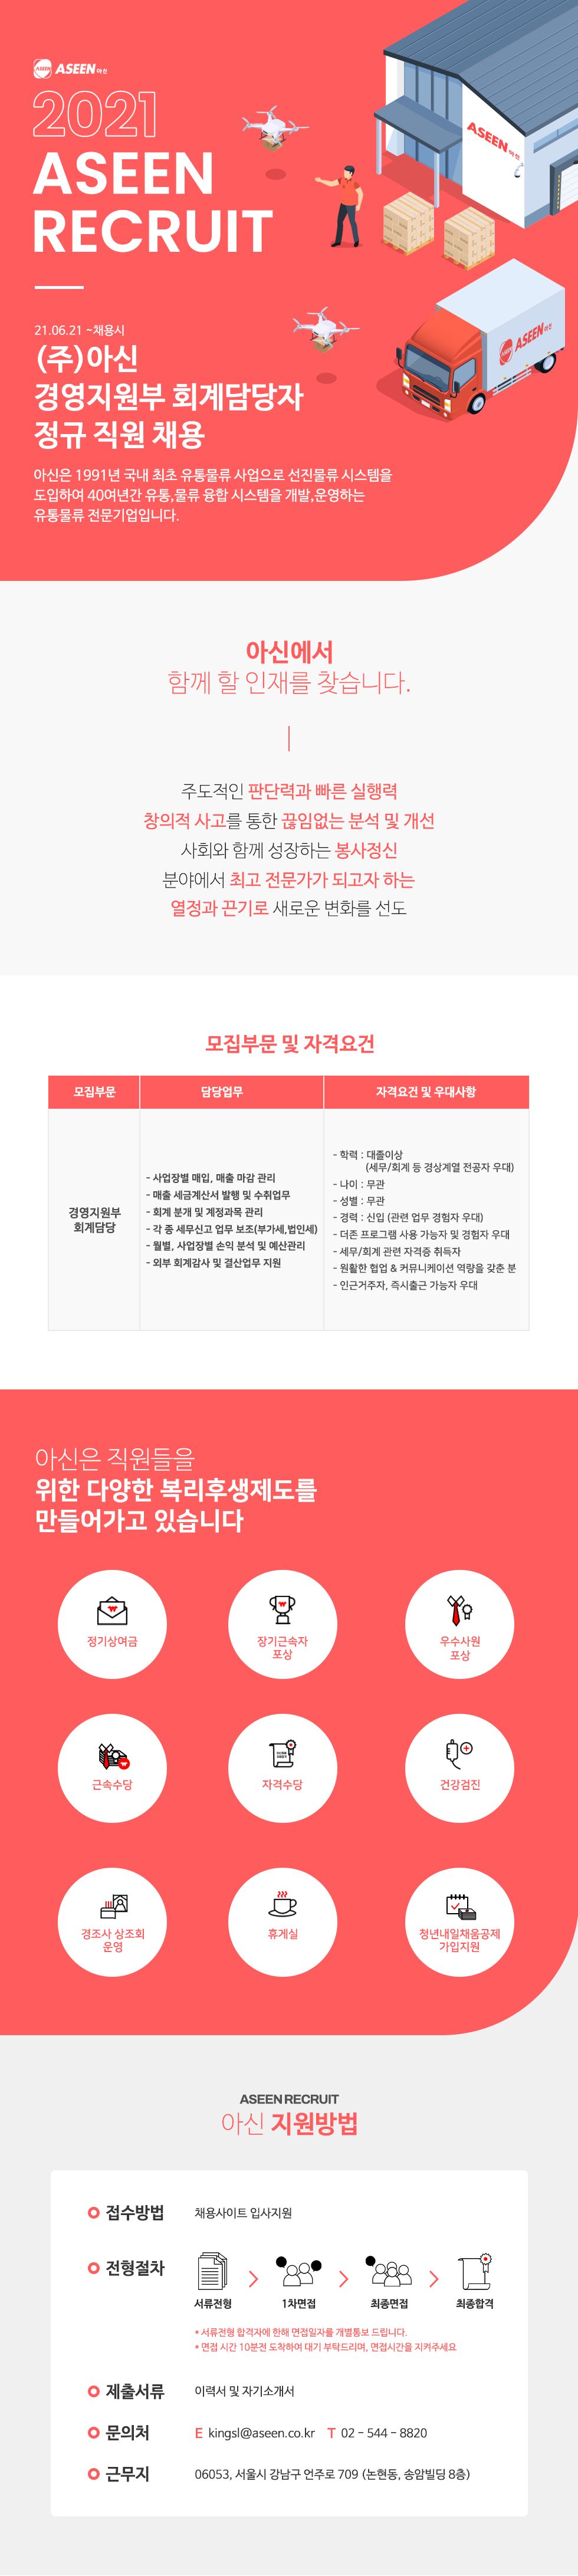 ASEEN 아신
2021
ASEEN
RECRUIT
ASEEN 아신
ASEEN 아신
21.06.21 ~채용시
(주)아신
경영지원부 회계담당자
정규 직원 채용
아신은 1991년 국내 최초 유통물류 사업으로 선진물류 시스템을
도입하여 40여년간 유통,물류 융합 시스템을 개발,운영하는
유통물류 전문기업입니다.
아신에서
함께 할 인재를 찾습니다.
주도적인 판단력과 빠른 실행력
창의적 사고를 통한 끊임없는 분석 및 개선
사회와 함께 성장하는 봉사정신
분야에서 최고 전문가가 되고자 하는
열정과 끈기로 새로운 변화를 선도
모집부문 및 자격요건
모집부문 담당업무 자격요건 및 우대사항
경영지원부
회계담당
- 사업장별 매입, 매출 마감 관리
- 매출 세금계산서 발행 및 수취업무
- 회계 분개 및 계정과목 관리
- 각 종 세무신고 업무 보조(부가세,법인세)
- 월별, 사업장별 손익 분석 및 예산관리
- 외부 회계감사 및 결산업무 지원
- 학력 : 대졸이상
(세무/회계 등 경상계열 전공자 우대)
- 나이 : 무관
- 성별 : 무관
- 경력 : 신입 (관련 업무 경험자 우대)
- 더존 프로그램 사용 가능자 및 경험자 우대
- 세무/회계 관련 자격증 취득자
- 원활한 협업 & 커뮤니케이션 역량을 갖춘 분
- 인근거주자, 즉시출근 가능자 우대
아신은 직원들을
위한 다양한 복리후생제도를
만들어가고 있습니다
정기상여금
장기근속자
포상
우수사원
포상
근속수당
자격수당
건강검진
경조사 상조회
운영
휴게실
청년내일채움공제
가입지원
ASEEN RECRUIT
아신 지원방법
접수방법 채용사이트 입사지원
전형절차
서류전형 > 1차면접 > 최종면접 > 최종합격
* 서류전형 합격자에 한해 면접일자를 개별통보 드립니다.
* 면접 시간 10분전 도착하여 대기 부탁드리며, 면접시간을 지켜주세요
제출서류 이력서 및 자기소개서
문의처 E kingsl@aseen.co.kr T 02 - 544 - 8820
근무지 06053, 서울시 강남구 언주로 709 (논현동, 송암빌딩 8층)